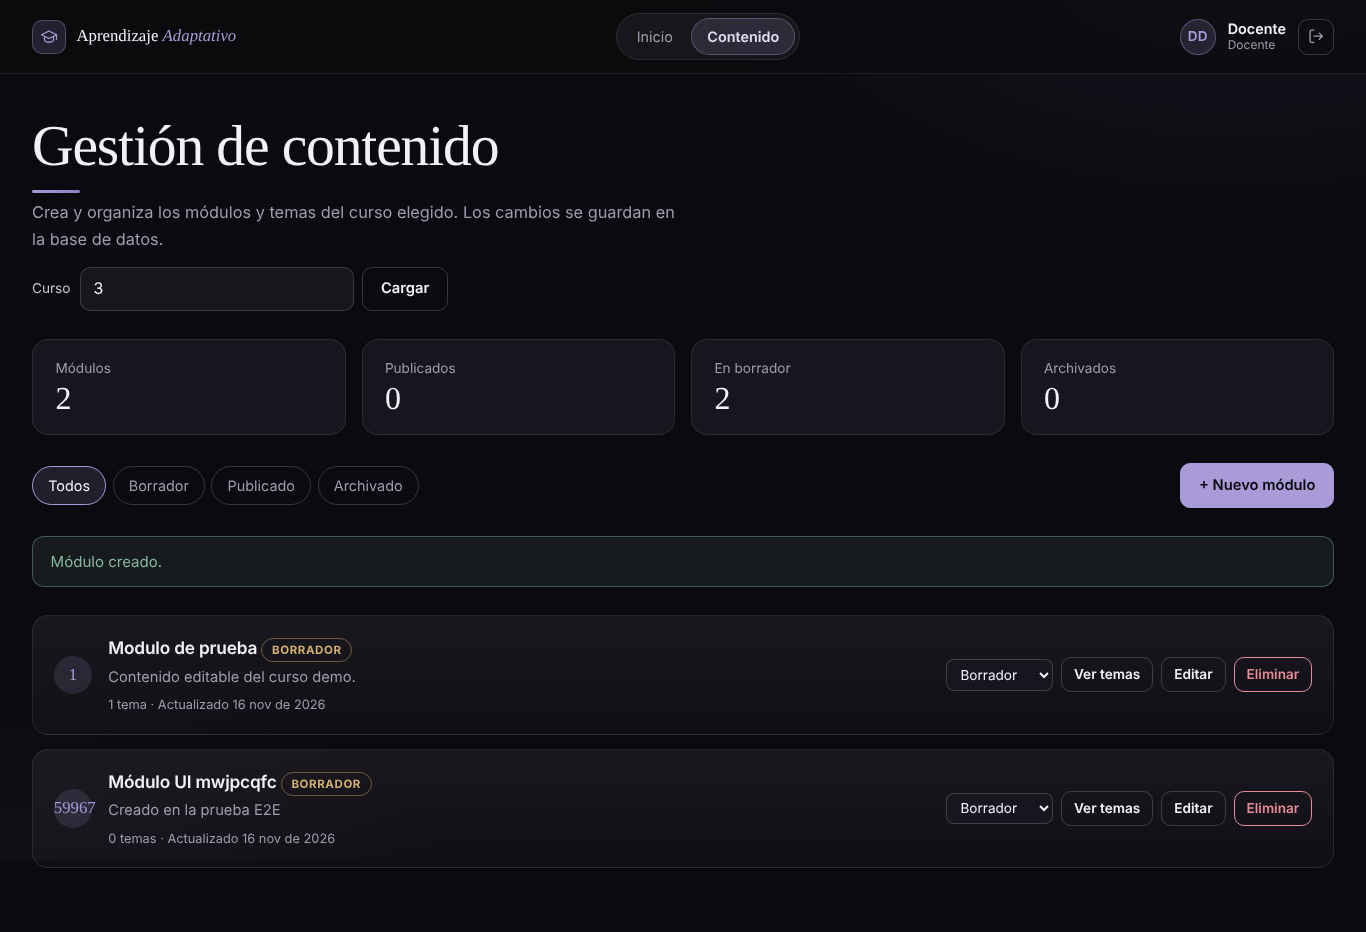 Aprendizaje Adaptativo
Inicio
Contenido
DD
Docente
Docente
Gestión de contenido
Crea y organiza los módulos y temas del curso elegido. Los cambios se guardan en
la base de datos.
Curso
3
Cargar
Módulos
2
Publicados
0
En borrador
2
Archivados
0
Todos
Borrador
Publicado
Archivado
+ Nuevo módulo
Módulo creado.
1
Modulo de prueba BORRADOR
Contenido editable del curso demo.
1 tema · Actualizado 16 nov de 2026
Borrador
Ver temas
Editar
Eliminar
59967
Módulo UI mwjpcqfc BORRADOR
Creado en la prueba E2E
0 temas · Actualizado 16 nov de 2026
Borrador
Ver temas
Editar
Eliminar